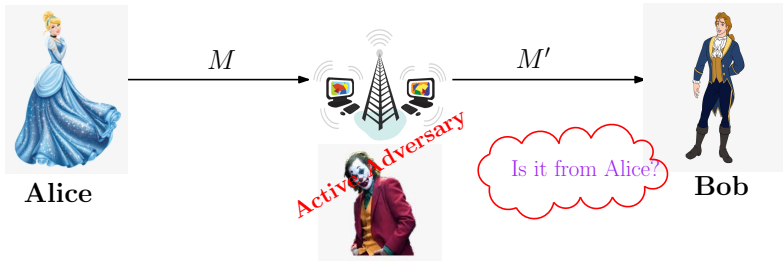 M
M′
Active Adversary
Is it from Alice?
Alice
Bob